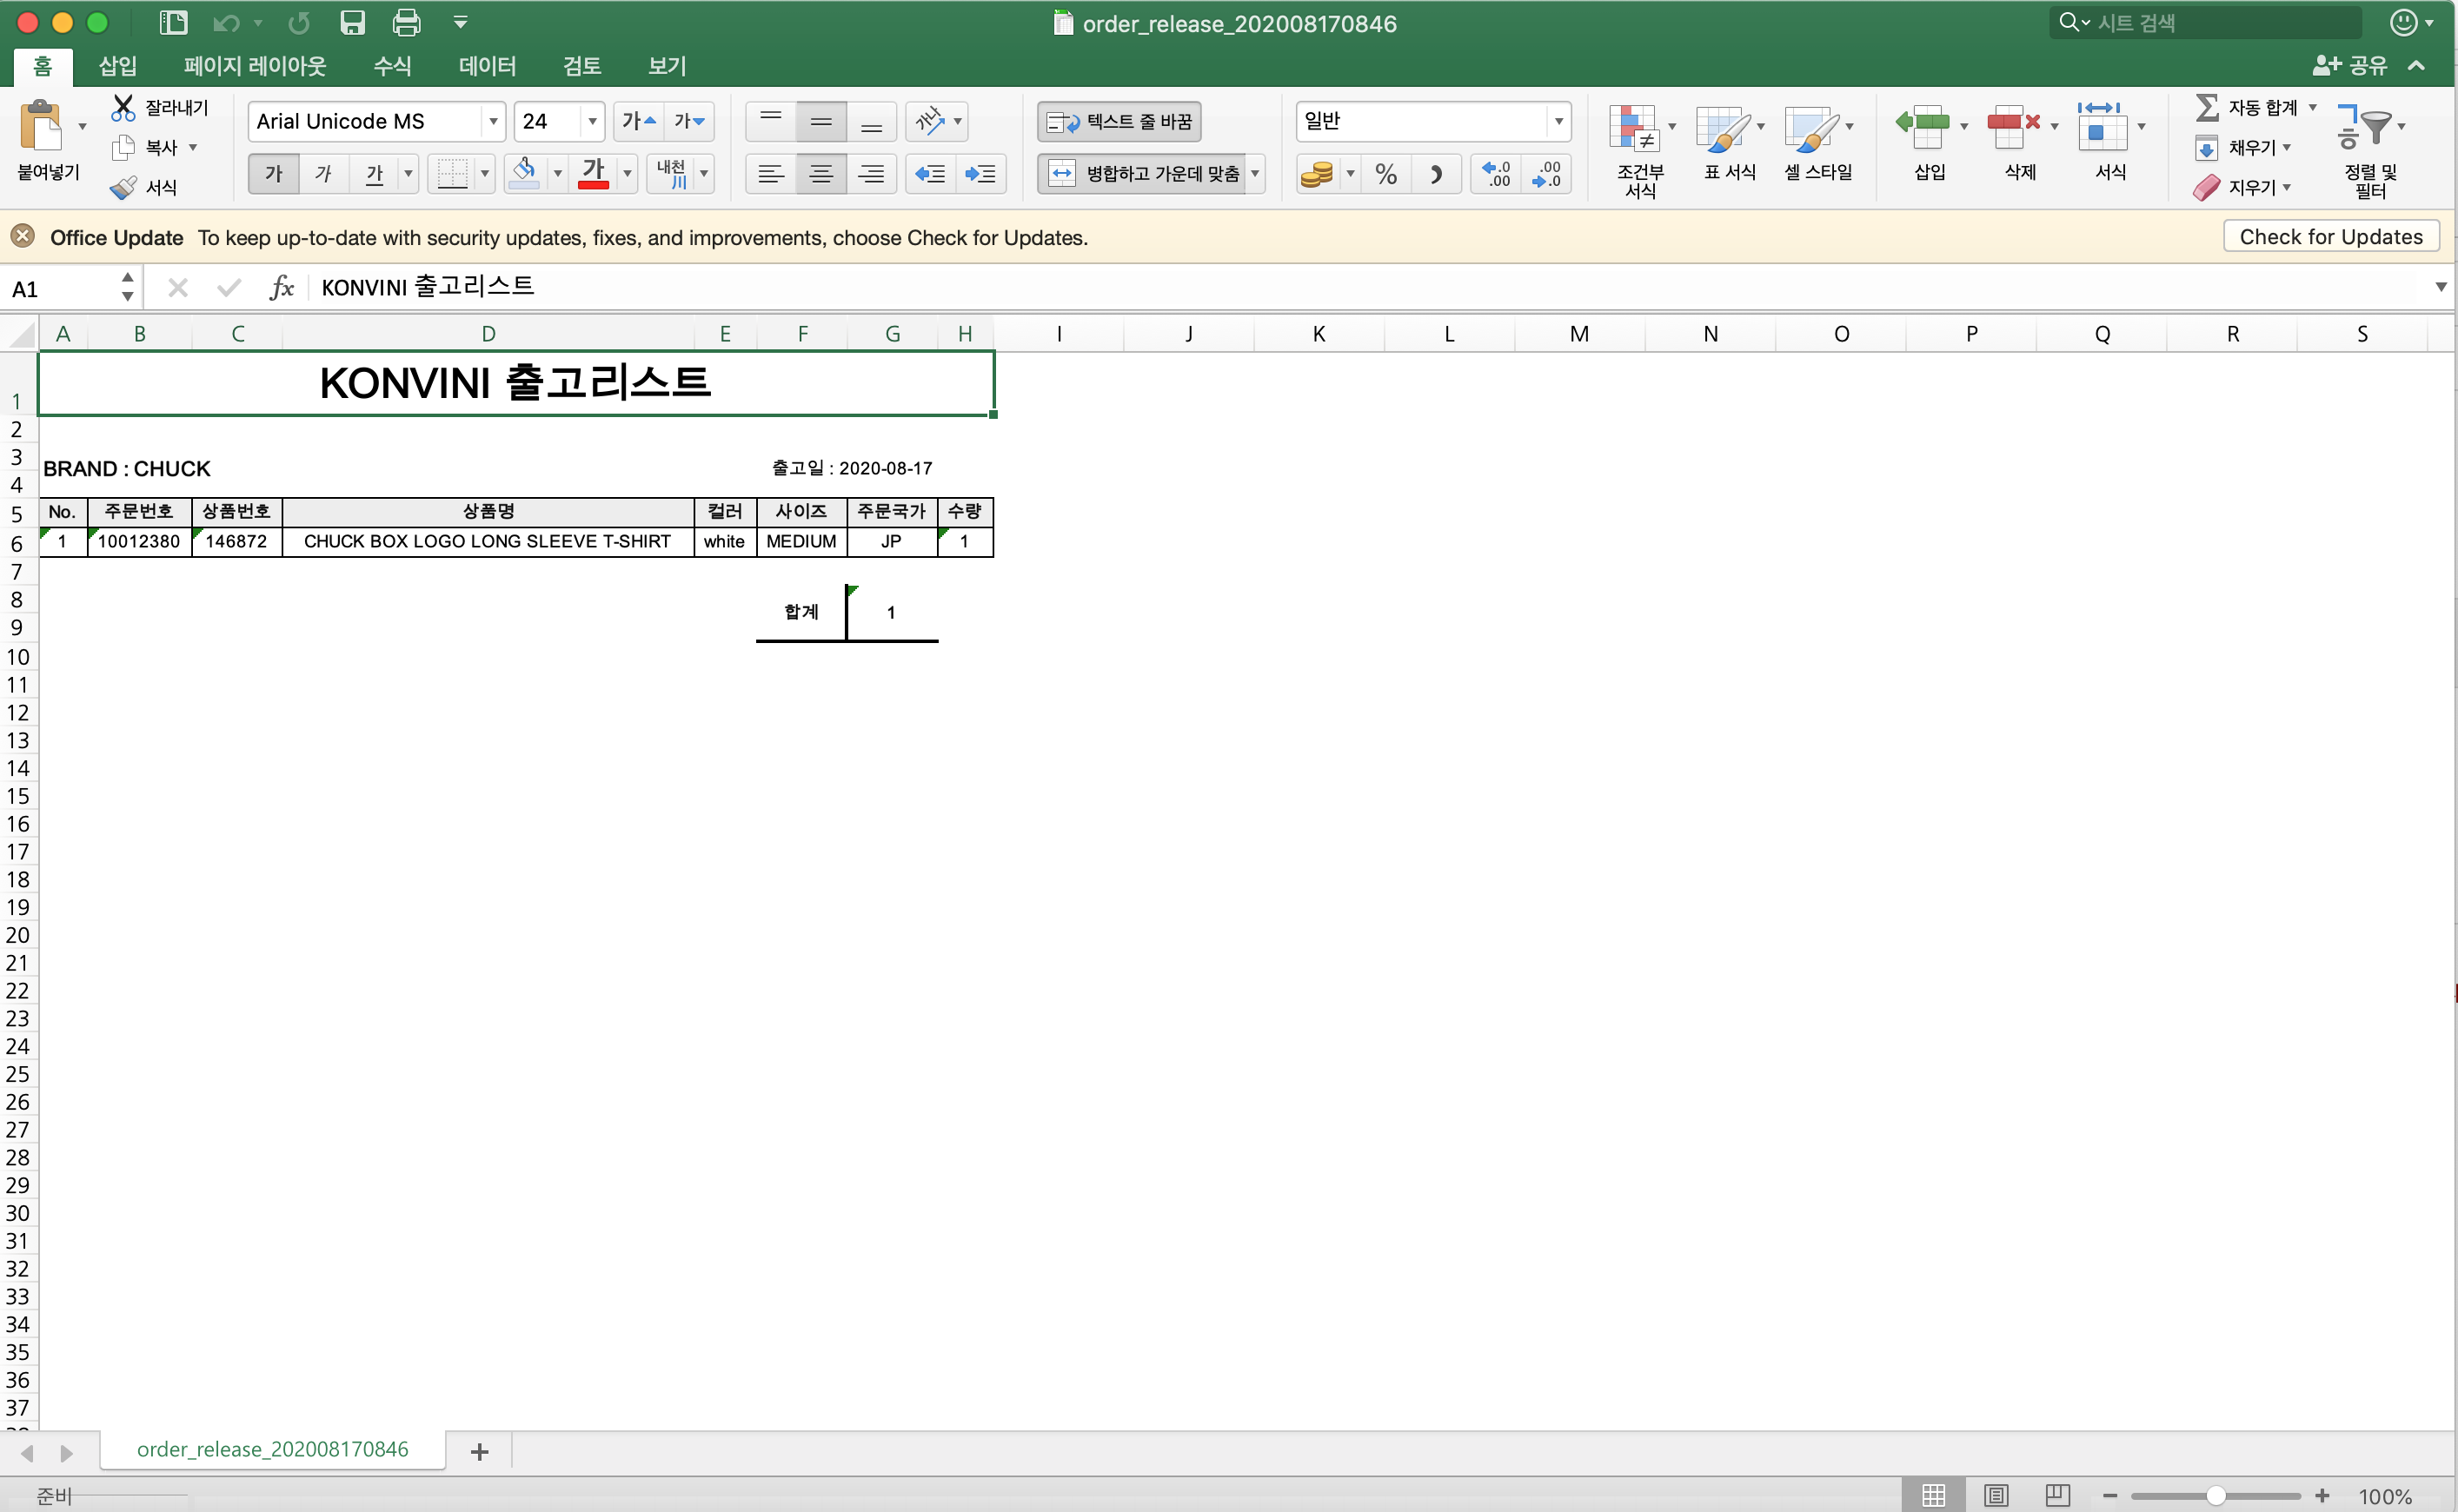 order_release_202008170846
시트 검색
홈 삽입 페이지 레이아웃 수식 데이터 검토 보기 공유
붙여넣기
잘라내기
복사
서식
Arial Unicode MS 24 가 가
가 가 가 가 내천 川
가나
텍스트 줄 바꿈
병합하고 가운데 맞춤
일반
% .0 .00 .00 .0
조건부 서식
표 서식
셀 스타일
삽입
삭제
서식
자동 합계
채우기
지우기
정렬 및 필터
Office Update To keep up-to-date with security updates, fixes, and improvements, choose Check for Updates. Check for Updates
A1 fx KONVINI 출고리스트
A B C D E F G H I J K L M N O P Q R S
1 KONVINI 출고리스트
2
3 BRAND : CHUCK 출고일 : 2020-08-17
4
5 No. 주문번호 상품번호 상품명 컬러 사이즈 주문국가 수량
6 1 10012380 146872 CHUCK BOX LOGO LONG SLEEVE T-SHIRT white MEDIUM JP 1
7
8 합계 1
9
10
11
12
13
14
15
16
17
18
19
20
21
22
23
24
25
26
27
28
29
30
31
32
33
34
35
36
37
order_release_202008170846
준비 100%